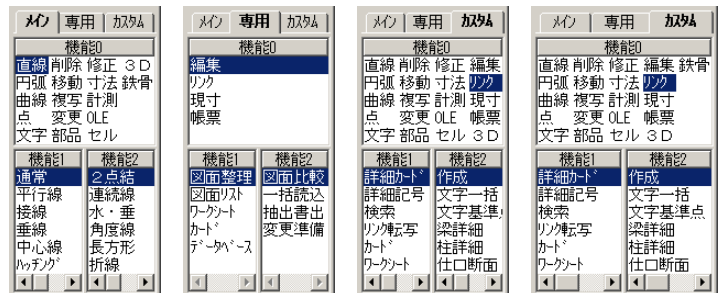 メイン 専用 カスタム
機能0
直線 削除 修正 3D
円弧 移動 寸法 鉄骨
曲線 複写 計測
点 変更 OLE
文字 部品 セル
機能1 機能2
通常 2点結
平行線 連続線
接線 水・垂
垂線 角度線
中心線 長方形
ハッチング 折線
メイン 専用 カスタム
機能0
編集
リンク
現寸
帳票
機能1 機能2
図面整理 図面比較
図面リスト 一括読込
ワークシート 抽出書出
カード 変更準備
データベース
メイン 専用 カスタム
機能0
直線 削除 修正 編集
円弧 移動 寸法 リンク
曲線 複写 計測 現寸
点 変更 OLE 帳票
文字 部品 セル 3D
機能1 機能2
詳細カード 作成
詳細記号 文字一括
検索 文字基準
リンク転写 梁詳細
カード 柱詳細
ワークシート 仕口断面
メイン 専用 カスタム
機能0
直線 削除 修正 編集 鉄骨
円弧 移動 寸法 リンク
曲線 複写 計測 現寸
点 変更 OLE 帳票
文字 部品 セル 3D
機能1 機能2
詳細カード 作成
詳細記号 文字一括
検索 文字基準点
リンク転写 梁詳細
カード 柱詳細
ワークシート 仕口断面